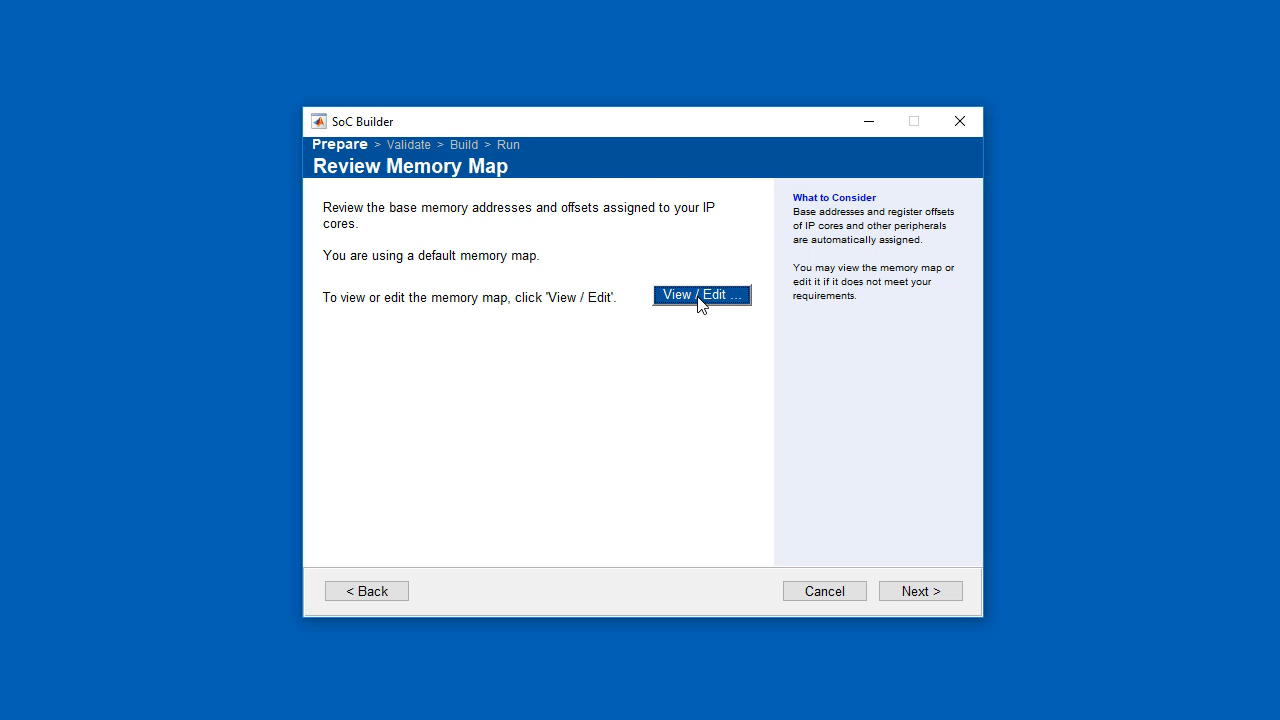 SoC Builder
Prepare > Validate > Build > Run
Review Memory Map
Review the base memory addresses and offsets assigned to your IP
cores.
You are using a default memory map.
To view or edit the memory map, click 'View / Edit'.
View / Edit ...
What to Consider
Base addresses and register offsets
of IP cores and other peripherals
are automatically assigned.
You may view the memory map or
edit it if it does not meet your
requirements.
< Back
Cancel
Next >